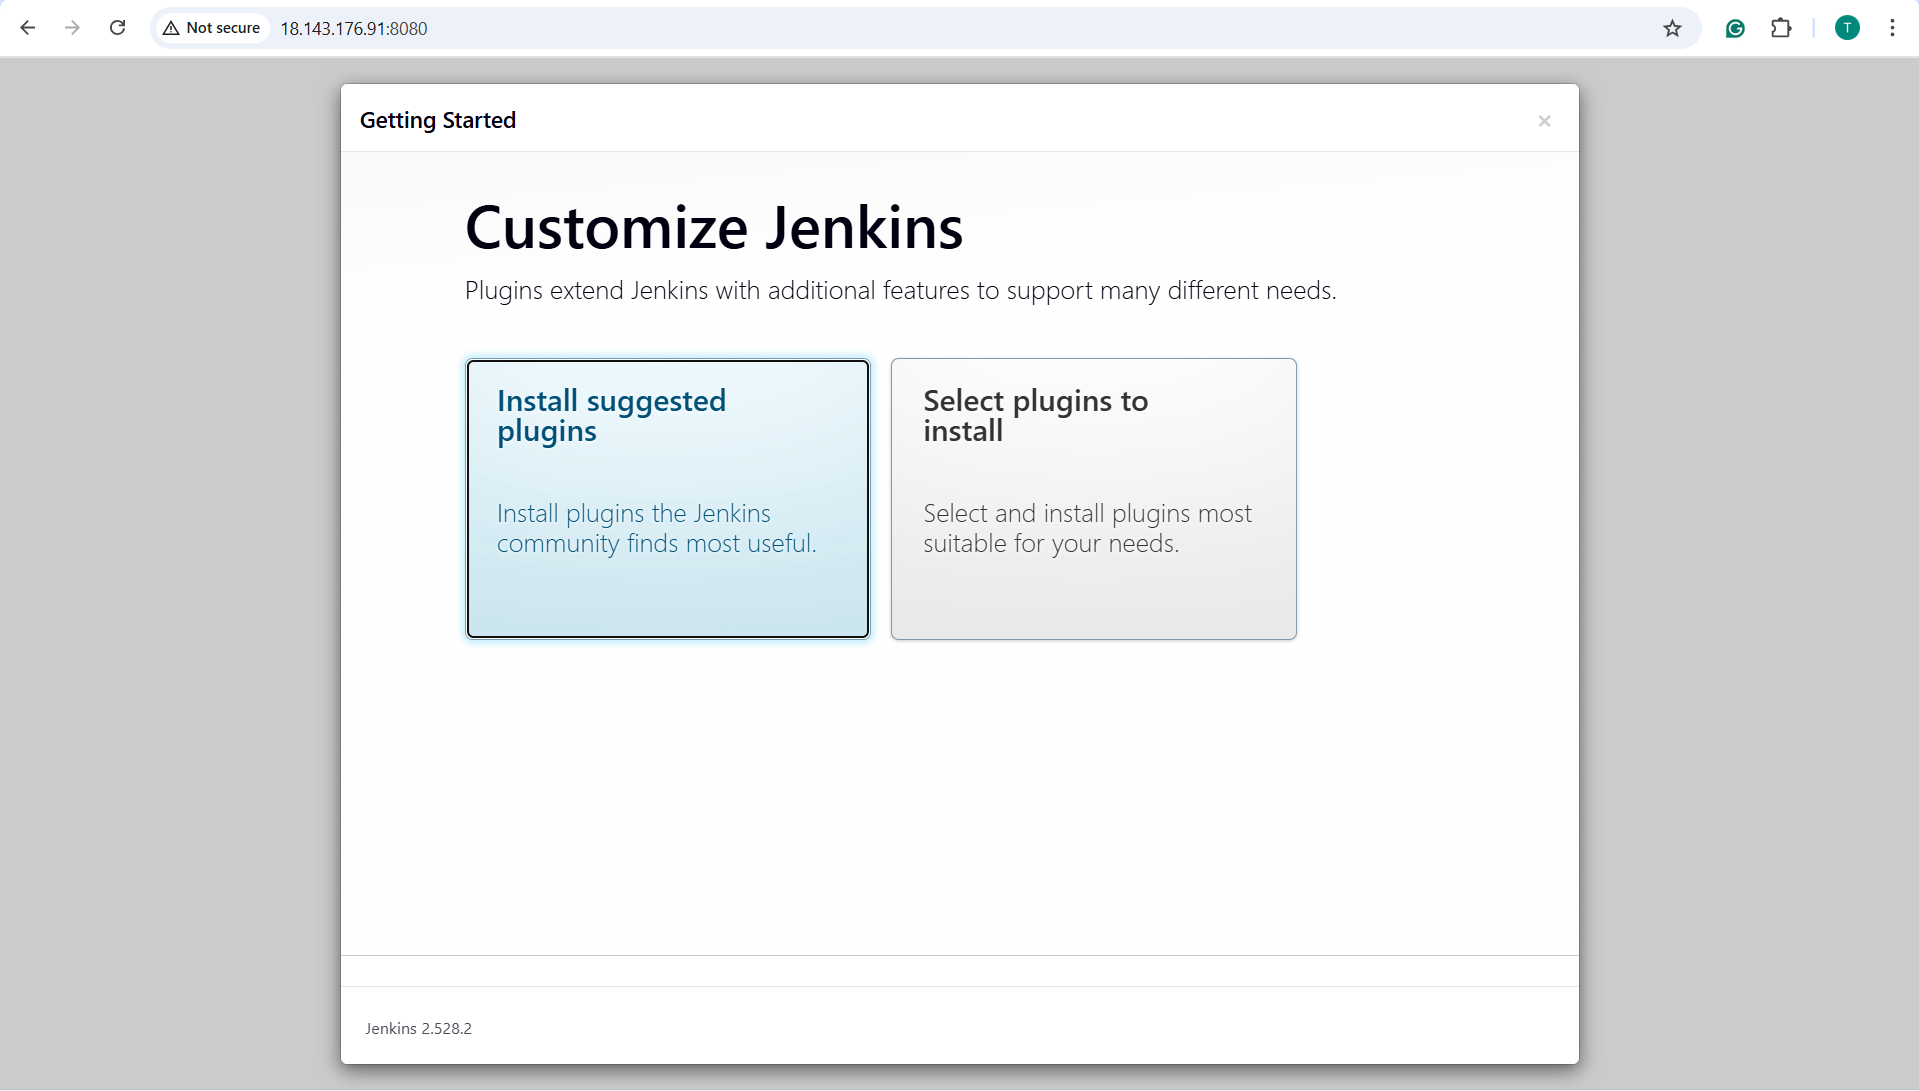 Not secure 18.143.176.91:8080
T
Getting Started
×
Customize Jenkins
Plugins extend Jenkins with additional features to support many different needs.
Install suggested
plugins
Install plugins the Jenkins
community finds most useful.
Select plugins to
install
Select and install plugins most
suitable for your needs.
Jenkins 2.528.2